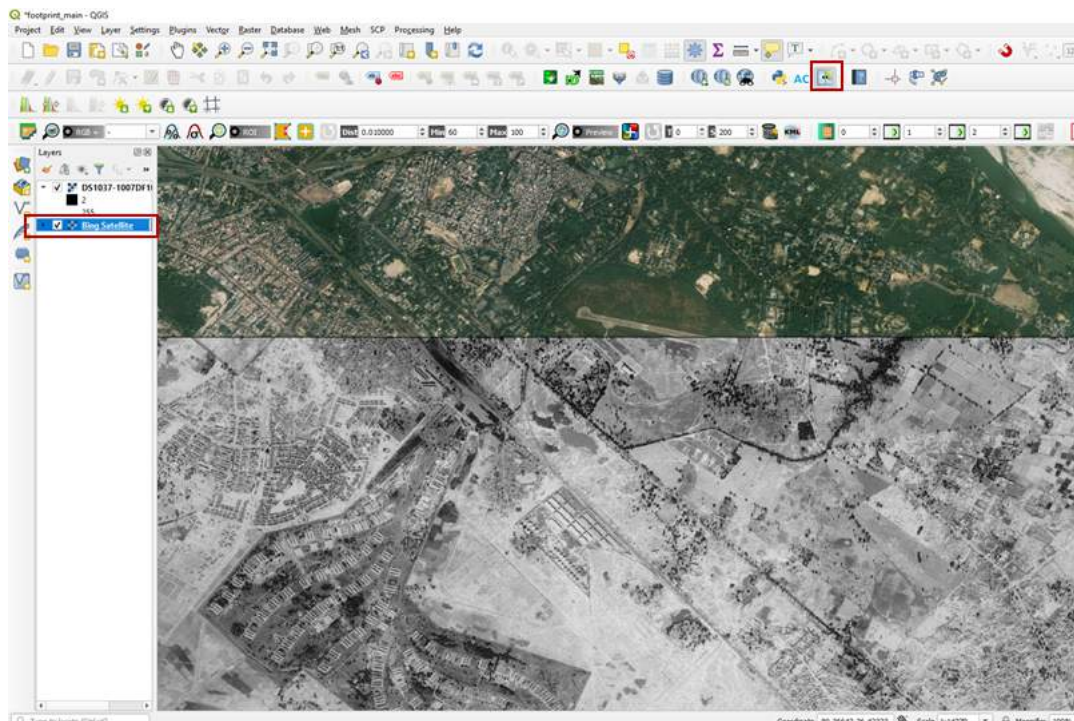 *footprint_main - QGIS
Project Edit View Layer Settings Plugins Vector Raster Database Web Mesh SCP Processing Help
AC
RGB = - ROI Dist 0.010000 Min 60 Max 100 Preview T 0 S 200 KML 0 1 2
Layers
DS1037-1007DF1
2
255
Bing Satellite
Scale
Magnifier 100%